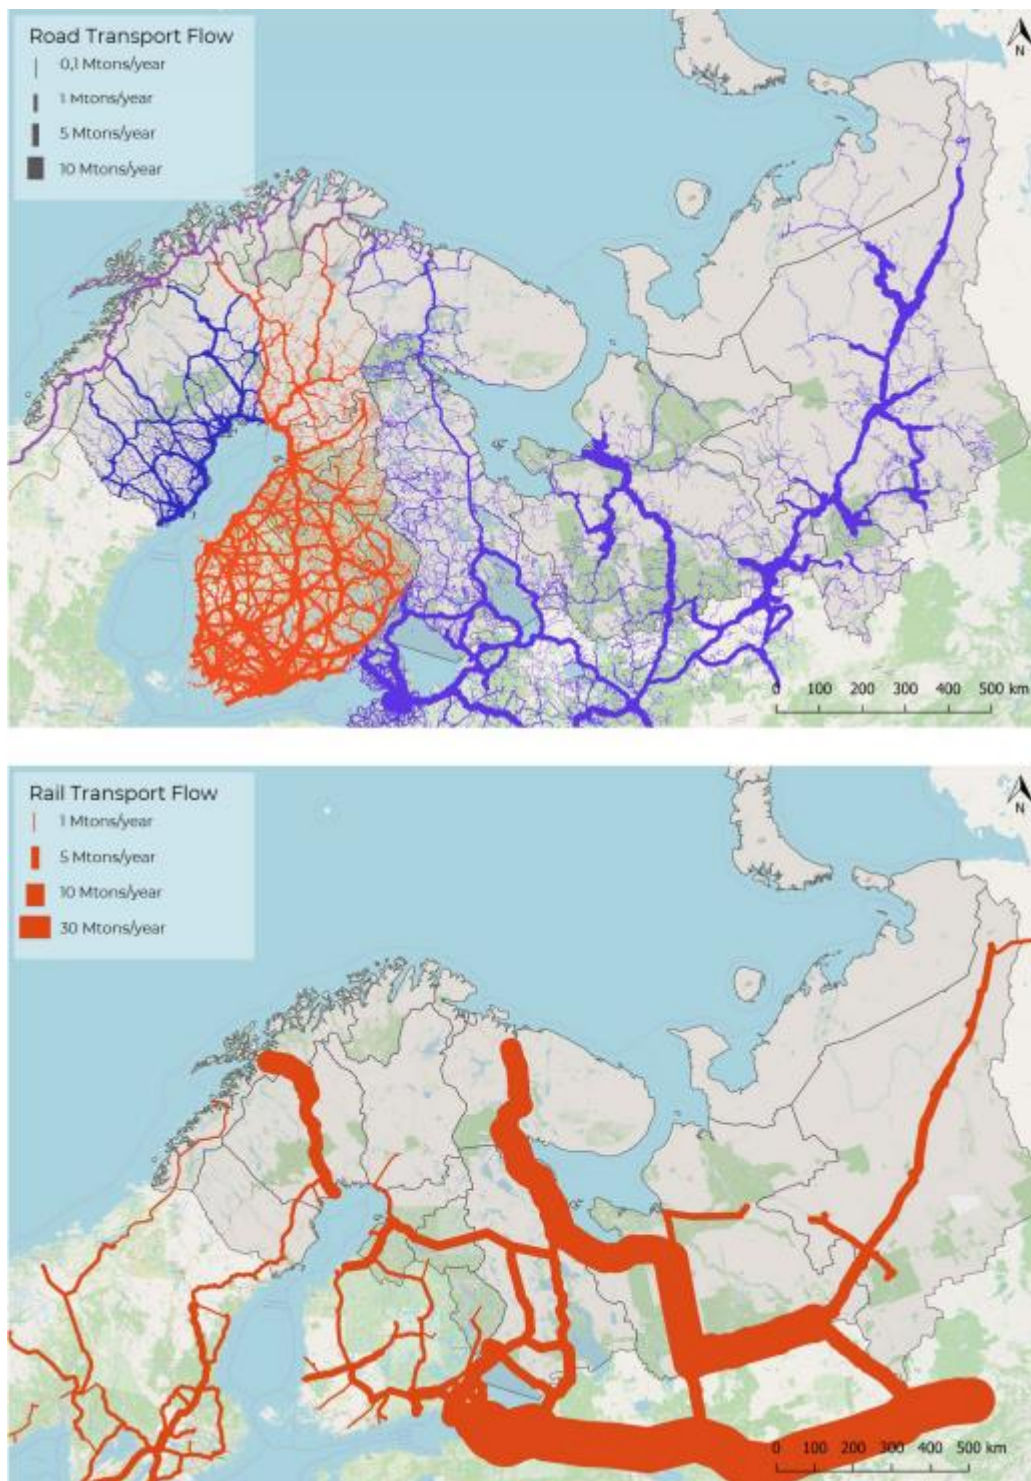 Road Transport Flow
0,1 Mtons/year
1 Mtons/year
5 Mtons/year
10 Mtons/year
N
0 100 200 300 400 500 km
Rail Transport Flow
1 Mtons/year
5 Mtons/year
10 Mtons/year
30 Mtons/year
N
0 100 200 300 400 500 km